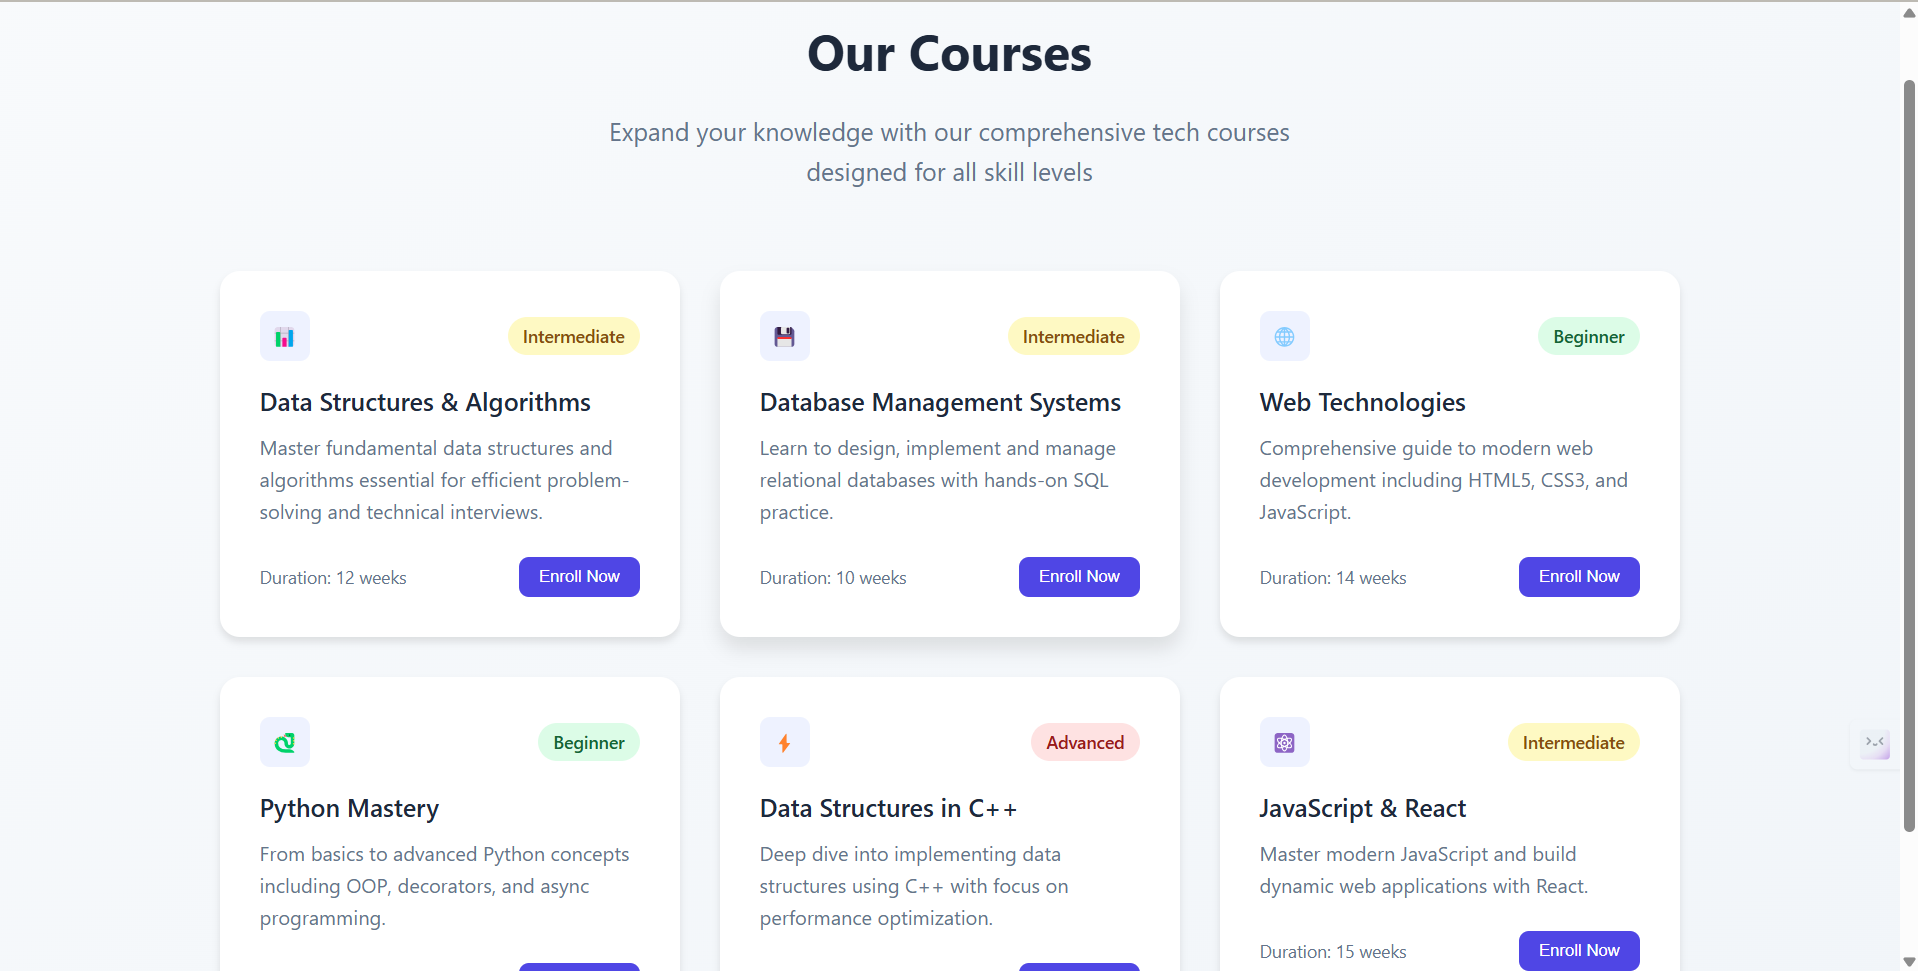 Our Courses
Expand your knowledge with our comprehensive tech courses
designed for all skill levels
Intermediate
Data Structures & Algorithms
Master fundamental data structures and
algorithms essential for efficient problem-
solving and technical interviews.
Duration: 12 weeks
Enroll Now
Intermediate
Database Management Systems
Learn to design, implement and manage
relational databases with hands-on SQL
practice.
Duration: 10 weeks
Enroll Now
Beginner
Web Technologies
Comprehensive guide to modern web
development including HTML5, CSS3, and
JavaScript.
Duration: 14 weeks
Enroll Now
Beginner
Python Mastery
From basics to advanced Python concepts
including OOP, decorators, and async
programming.
Advanced
Data Structures in C++
Deep dive into implementing data
structures using C++ with focus on
performance optimization.
Intermediate
JavaScript & React
Master modern JavaScript and build
dynamic web applications with React.
Duration: 15 weeks
Enroll Now